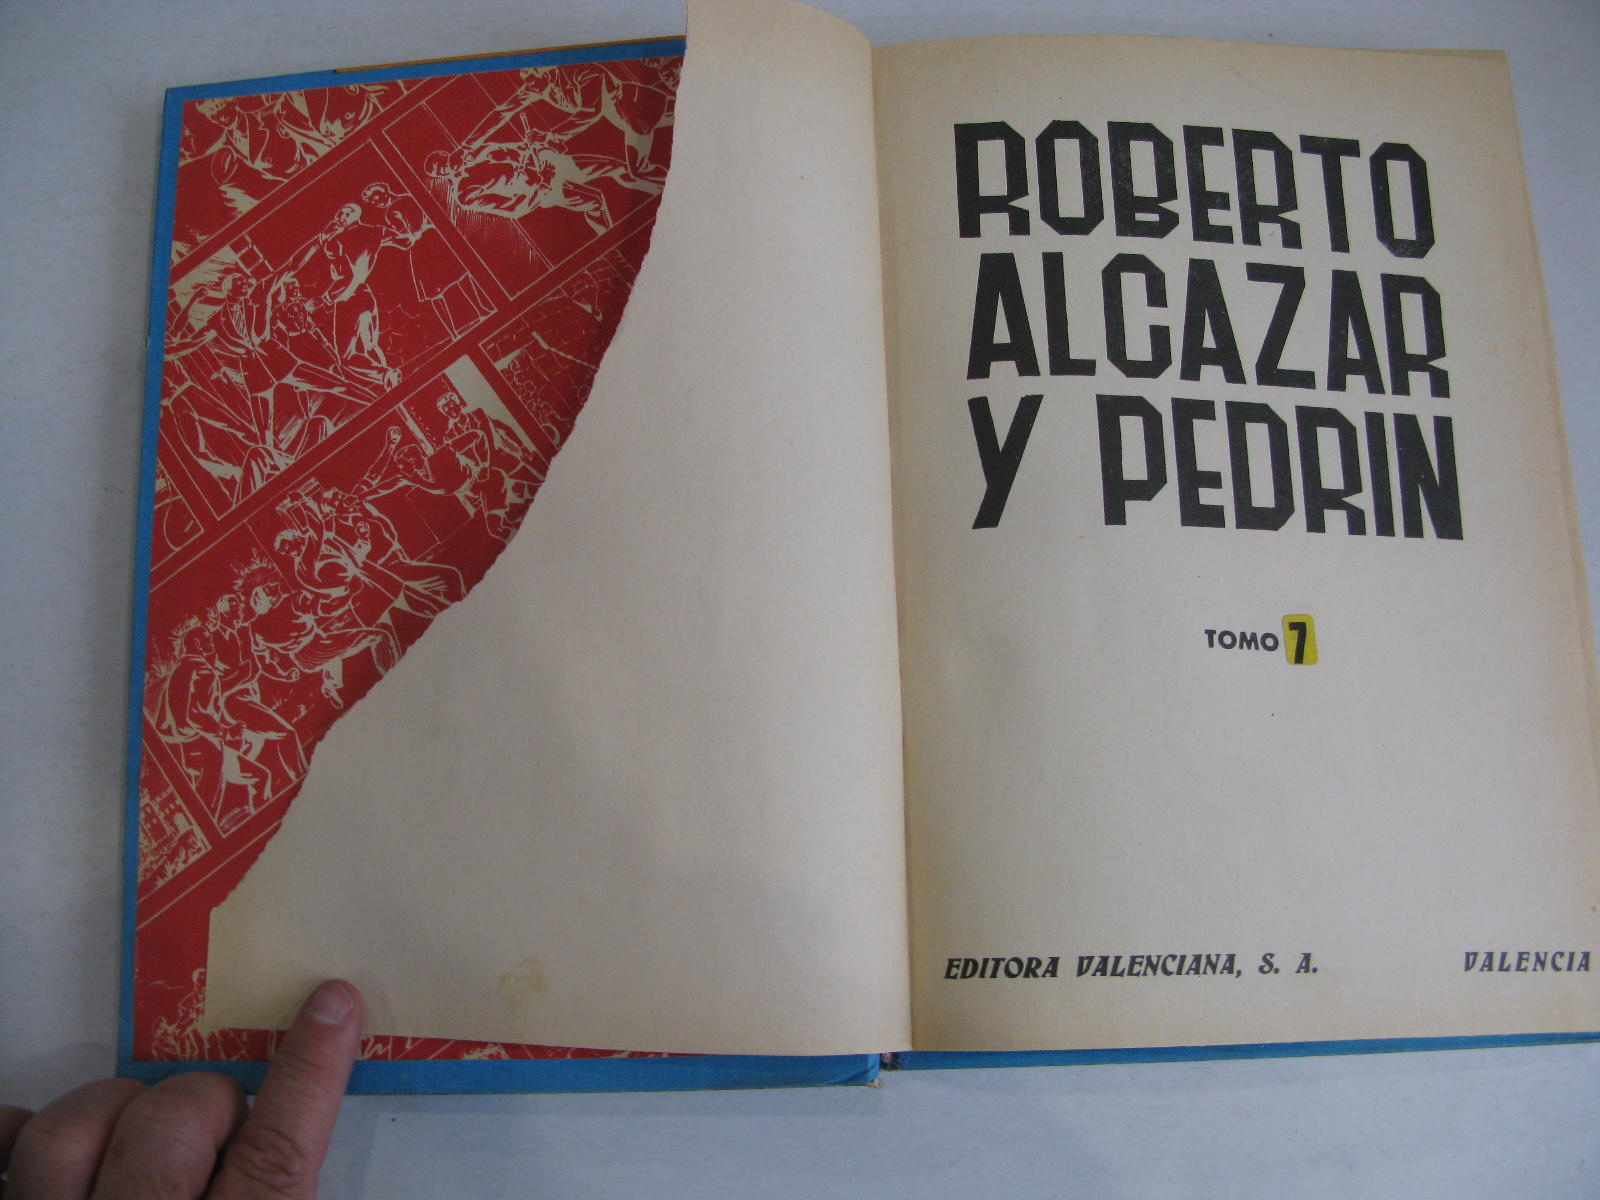 ROBERTO
ALCAZAR
Y PEDRIN
TOMO 7
EDITORA VALENCIANA, S. A. VALENCIA